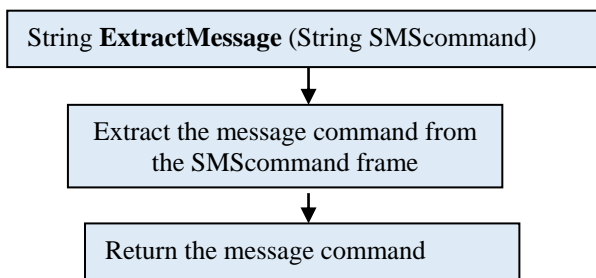 String ExtractMessage (String SMScommand)
Extract the message command from
the SMScommand frame
Return the message command